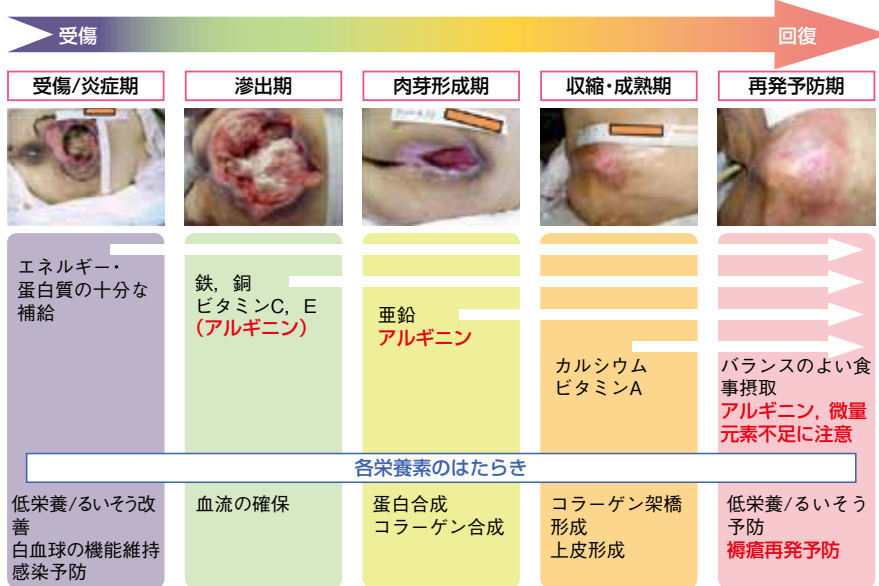 受傷
回復
受傷/炎症期
滲出期
肉芽形成期
収縮・成熟期
再発予防期
エネルギー・
蛋白質の十分な
補給
鉄，銅
ビタミンC，E
(アルギニン)
亜鉛
アルギニン
カルシウム
ビタミンA
バランスのよい食
事摂取
アルギニン，微量
元素不足に注意
各栄養素のはたらき
低栄養/るいそう改
善
白血球の機能維持
感染予防
血流の確保
蛋白合成
コラーゲン合成
コラーゲン架橋
形成
上皮形成
低栄養/るいそう
予防
褥瘡再発予防